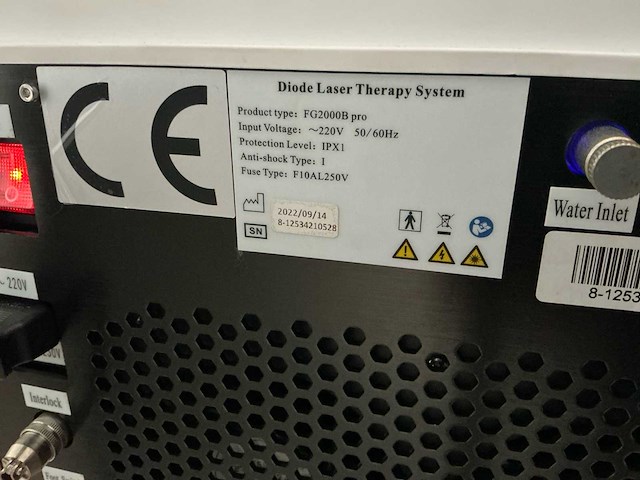 CE
Diode Laser Therapy System
Product type: FG2000B pro
Input Voltage: ～220V 50/60Hz
Protection Level: IPX1
Anti-shock Type: I
Fuse Type: F10AL250V
2022/09/14
SN
8-12534210528
Water Inlet
8-1253
～ 220V
50V
Interlock